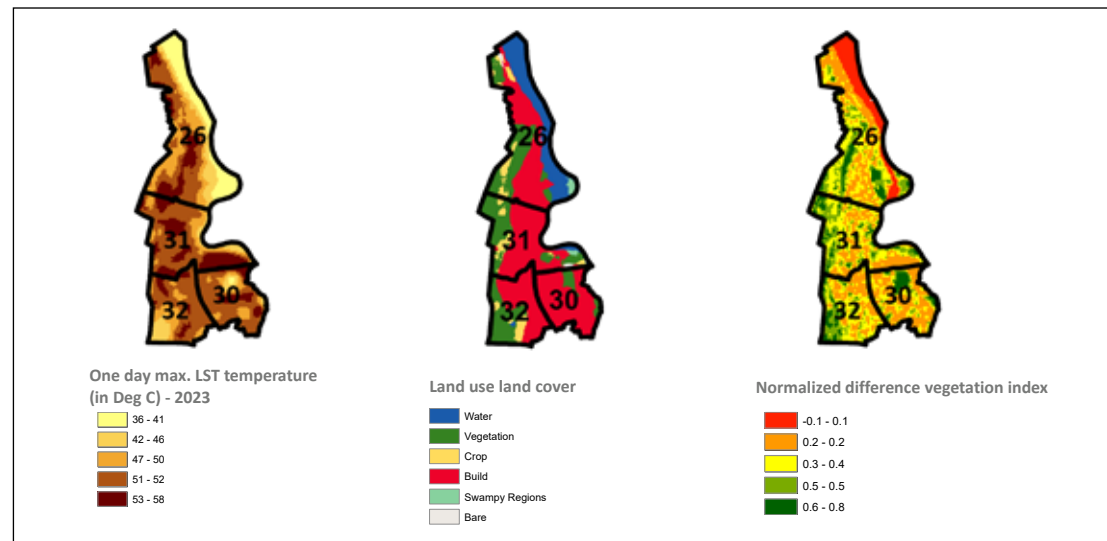 26
31
30
32
26
31
30
32
26
31
30
32
One day max. LST temperature
(in Deg C) - 2023
36 - 41
42 - 46
47 - 50
51 - 52
53 - 58
Land use land cover
Water
Vegetation
Crop
Build
Swampy Regions
Bare
Normalized difference vegetation index
-0.1 - 0.1
0.2 - 0.2
0.3 - 0.4
0.5 - 0.5
0.6 - 0.8